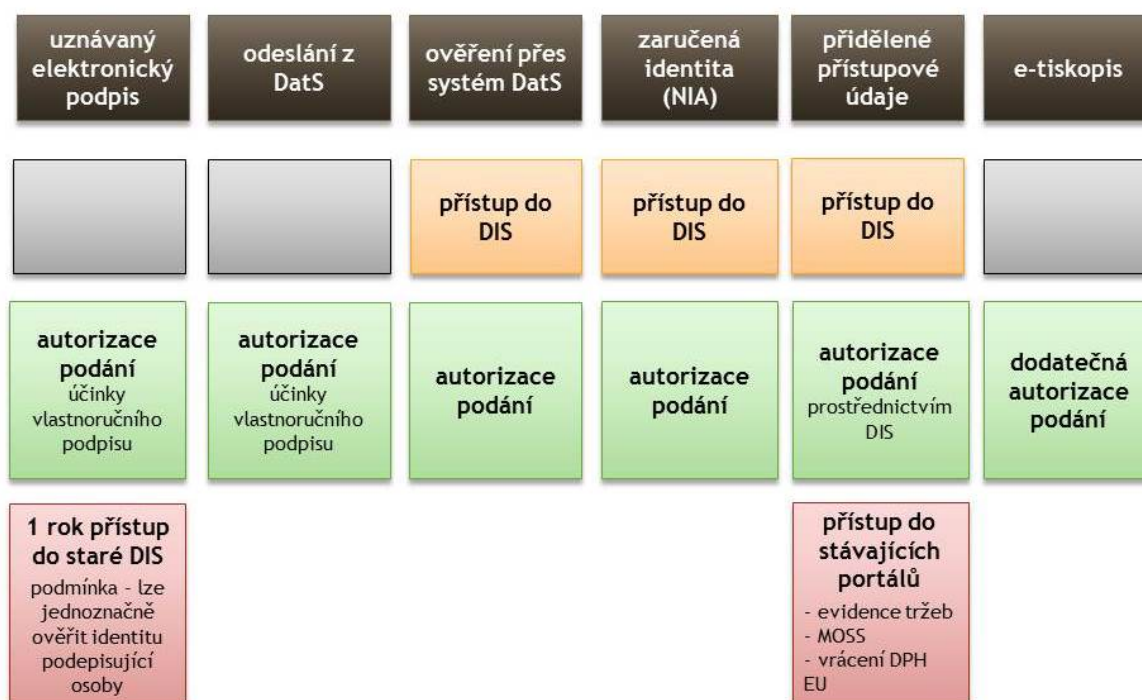 uznávaný
elektronický
podpis
odeslání z
DatS
ověření přes
systém DatS
zaručená
identita
(NIA)
přidělené
přístupové
údaje
e-tiskopis
přístup do
DIS
přístup do
DIS
přístup do
DIS
autorizace
podání
účinky
vlastnoručního
podpisu
autorizace
podání
účinky
vlastnoručního
podpisu
autorizace
podání
autorizace
podání
autorizace
podání
prostřednictvím
DIS
dodatečná
autorizace
podání
1 rok přístup
do staré DIS
podmínka - lze
jednoznačně
ověřit identitu
podepisující
osoby
přístup do
stávajících
portálů
- evidence tržeb
- MOSS
- vrácení DPH
EU